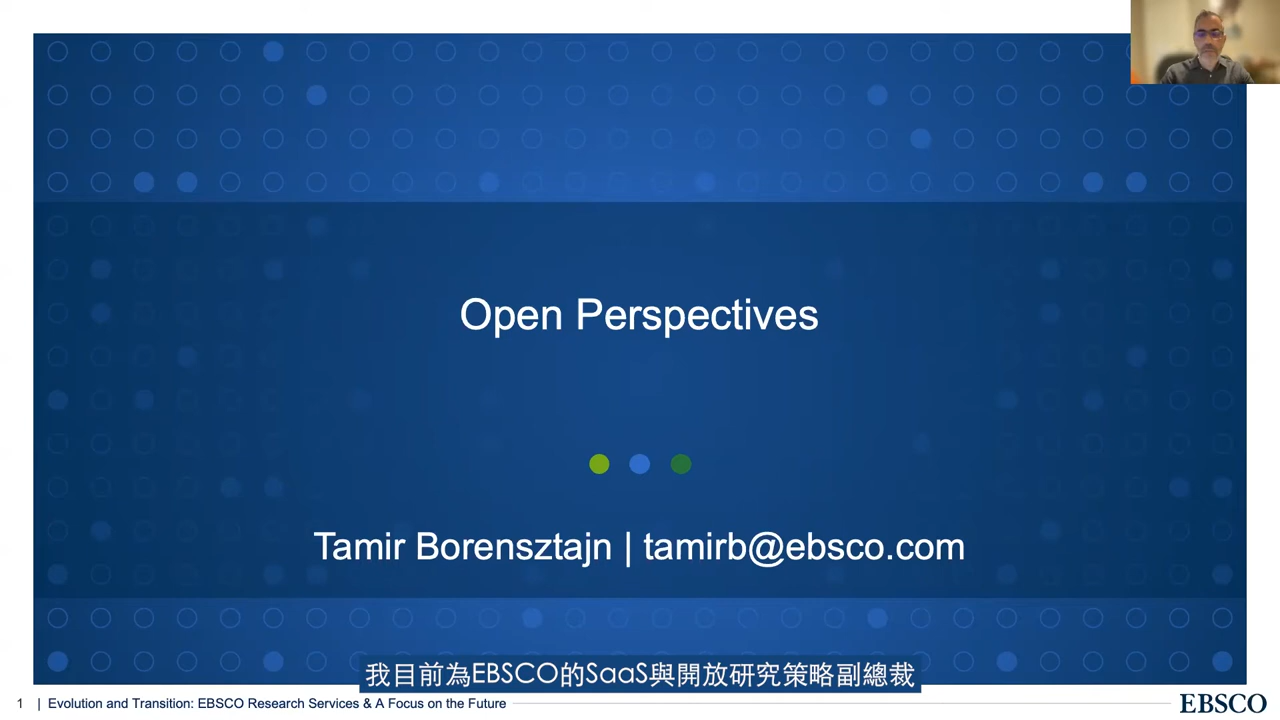 Open Perspectives
Tamir Borensztajn | tamirb@ebsco.com
我目前為EBSCO的SaaS與開放研究策略副總裁
1 | Evolution and Transition: EBSCO Research Services & A Focus on the Future
EBSCO